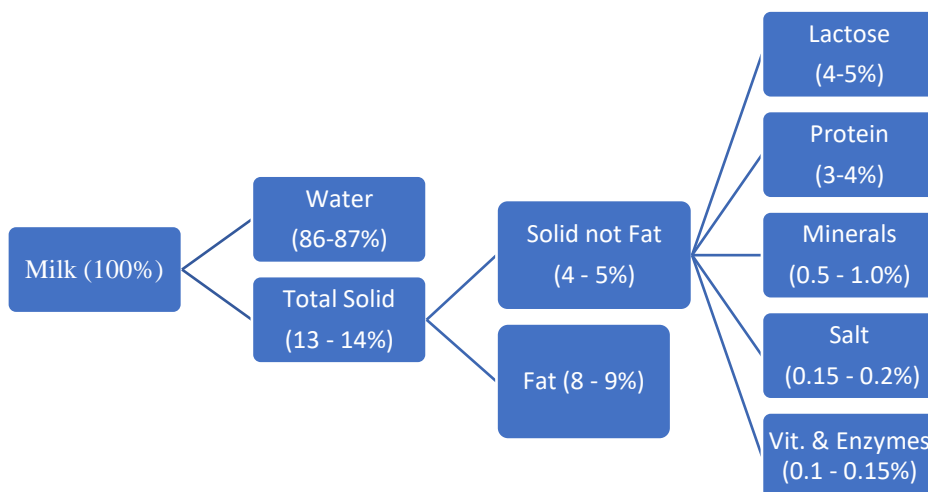 Milk (100%)
Water
(86-87%)
Total Solid
(13 - 14%)
Solid not Fat
(4 - 5%)
Fat (8 - 9%)
Lactose
(4-5%)
Protein
(3-4%)
Minerals
(0.5 - 1.0%)
Salt
(0.15 - 0.2%)
Vit. & Enzymes
(0.1 - 0.15%)